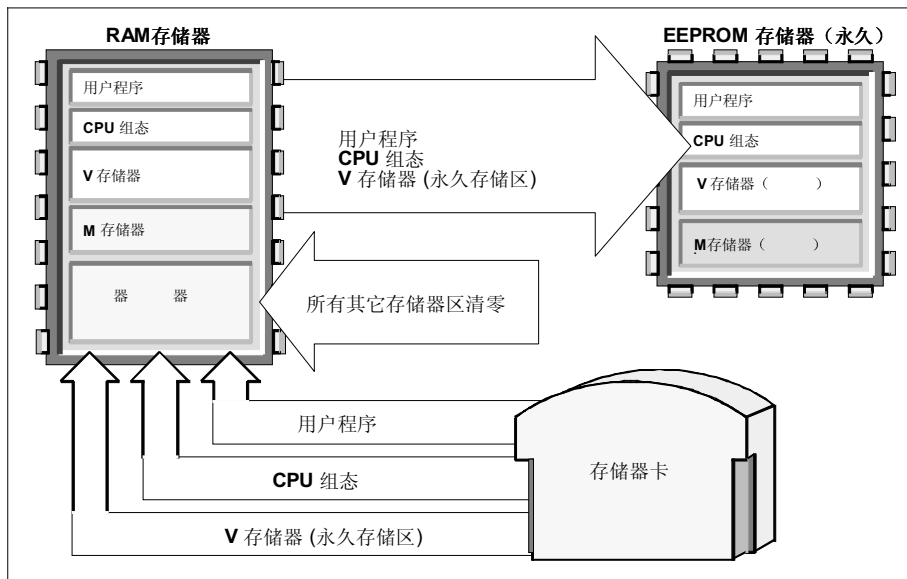 RAM存储器
EEPROM 存储器（永久）
用户程序
CPU 组态
V 存储器
M 存储器
器 器
用户程序
CPU 组态
V 存储器 (永久存储区)
用户程序
CPU 组态
V 存储器（ ）
M存储器（ ）
所有其它存储器区清零
用户程序
CPU 组态
V 存储器 (永久存储区)
存储器卡